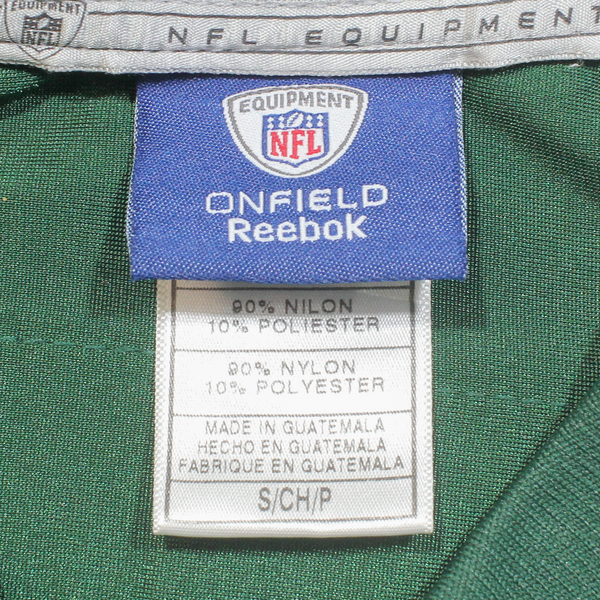 EQUIPMENT
NFL
NFL EQUIPMENT
EQUIPMENT
NFL
ONFIELD
Reebok
90% NILON
10% POLIESTER
90% NYLON
10% POLYESTER
MADE IN GUATEMALA
HECHO EN GUATEMALA
FABRIQUE EN GUATEMALA
S/CH/P